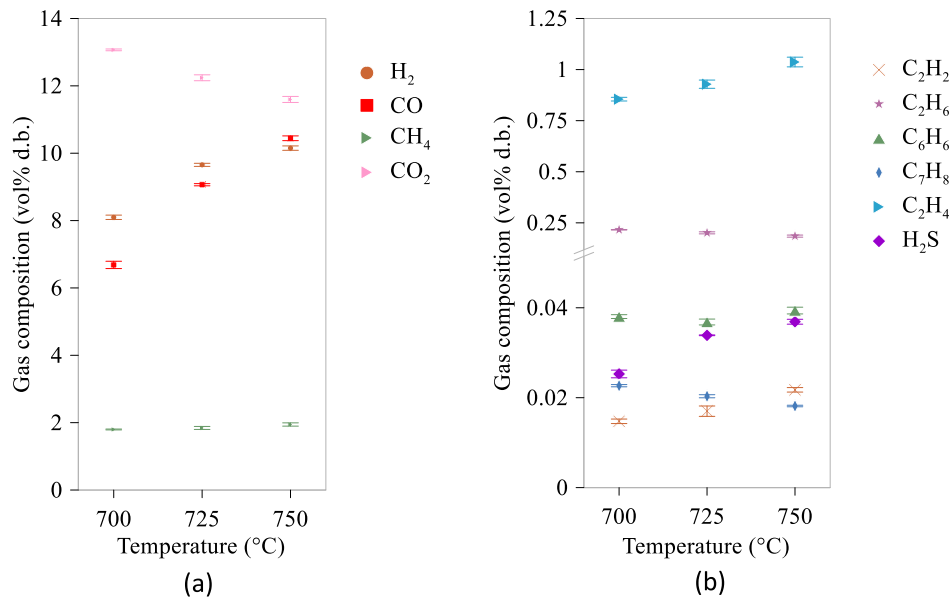 Gas composition (vol% d.b.)
14
12
10
8
6
4
2
0
700 725 750
Temperature (°C)
(a)
H₂
CO
CH₄
CO₂
Gas composition (vol% d.b.)
1.25
1
0.75
0.25
0.04
0.02
0
700 725 750
Temperature (°C)
(b)
C₂H₂
C₂H₆
C₆H₆
C₇H₈
C₂H₄
H₂S